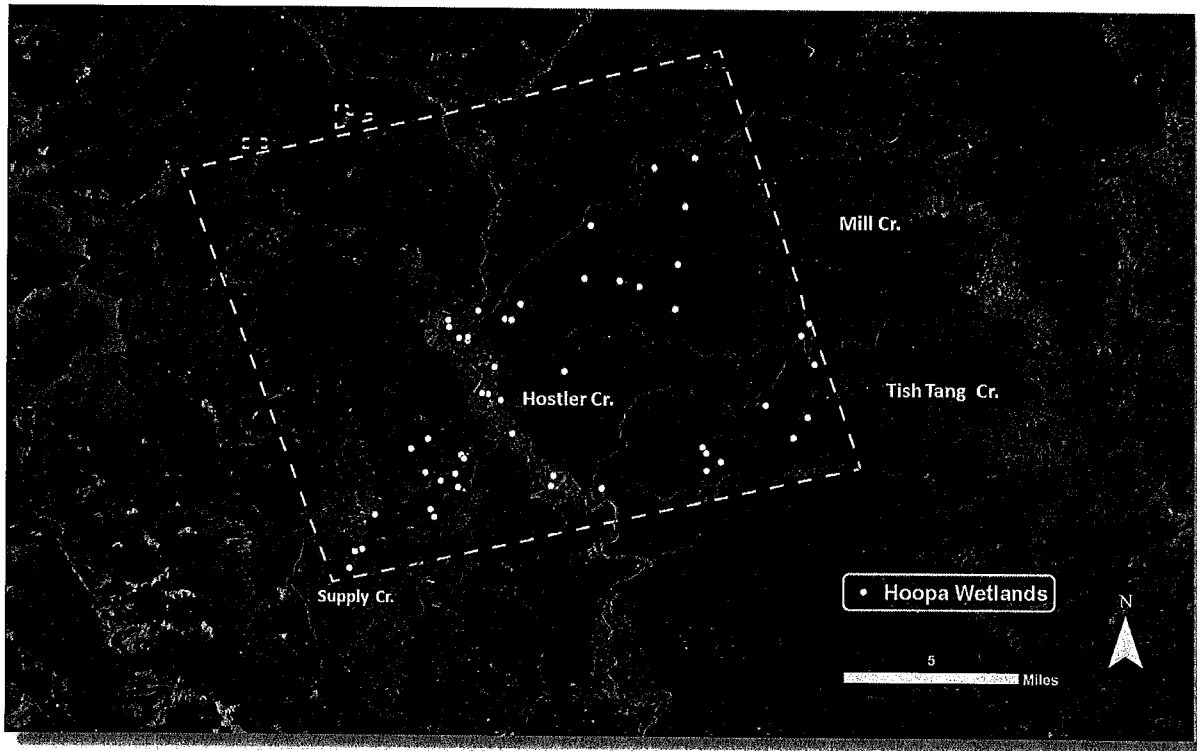 Mill Cr.
Tish Tang Cr.
Hostler Cr.
Supply Cr.
Hoopa Wetlands
N
5
Miles